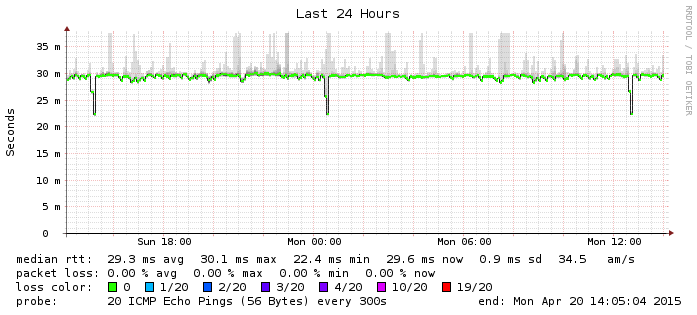 Last 24 Hours
RRDTOOL / TOBI OETIKER
Seconds
35 m
30 m
25 m
20 m
15 m
10 m
5 m
0
Sun 18:00 Mon 00:00 Mon 06:00 Mon 12:00
median rtt: 29.3 ms avg 30.1 ms max 22.4 ms min 29.6 ms now 0.9 ms sd 34.5 am/s
packet loss: 0.00 % avg 0.00 % max 0.00 % min 0.00 % now
loss color: 0 1/20 2/20 3/20 4/20 10/20 19/20
probe: 20 ICMP Echo Pings (56 Bytes) every 300s end: Mon Apr 20 14:05:04 2015